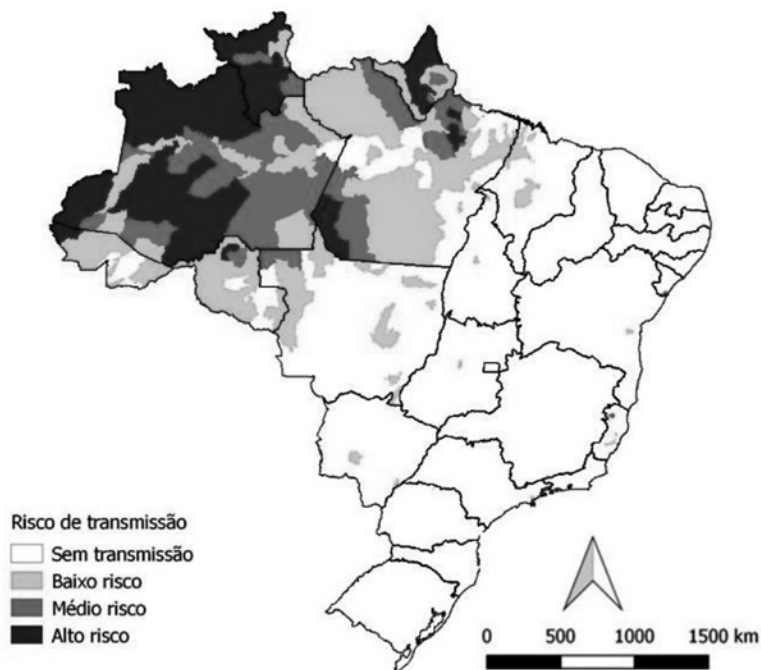 Risco de transmissão
Sem transmissão
Baixo risco
Médio risco
Alto risco
0 500 1000 1500 km